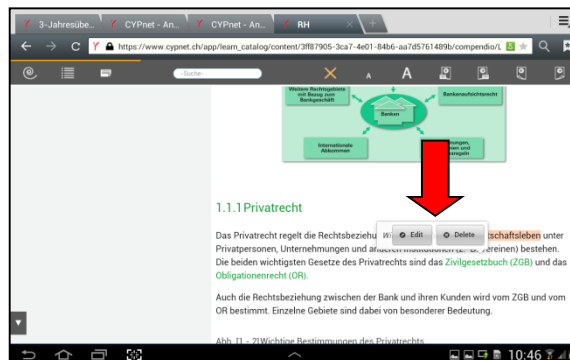 3-Jahresübe..
CYPnet - An..
CYPnet - An..
RH
https://www.cypnet.ch/app/learn_catalog/content/3ff87905-3ca7-4e01-84b6-aa7d5761489b/compendio/L
-Suche-
A
A
Weitere Rechtsgebiete
mit Bezug zum
Bankgeschäft
Bankenaufsichtsrecht
Banken
Internationale
Abkommen
1.1.1 Privatrecht
Das Privatrecht regelt die Rechtsbeziehu
Edit
Delete
tschaftsleben unter
Privatpersonen, Unternehmungen und anderen Institutionen (z. B. Vereinen) bestehen.
Die beiden wichtigsten Gesetze des Privatrechts sind das Zivilgesetzbuch (ZGB) und das
Obligationenrecht (OR).
Auch die Rechtsbeziehung zwischen der Bank und ihren Kunden wird vom ZGB und vom
OR bestimmt. Einzelne Gebiete sind dabei von besonderer Bedeutung.
Abb. [1 - 2] Wichtige Bestimmungen des Privatrechts
10:46